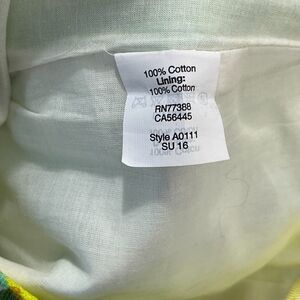 100% Cotton
Lining:
100% Cotton
RN77388
CA56445
Style A0111
SU 16